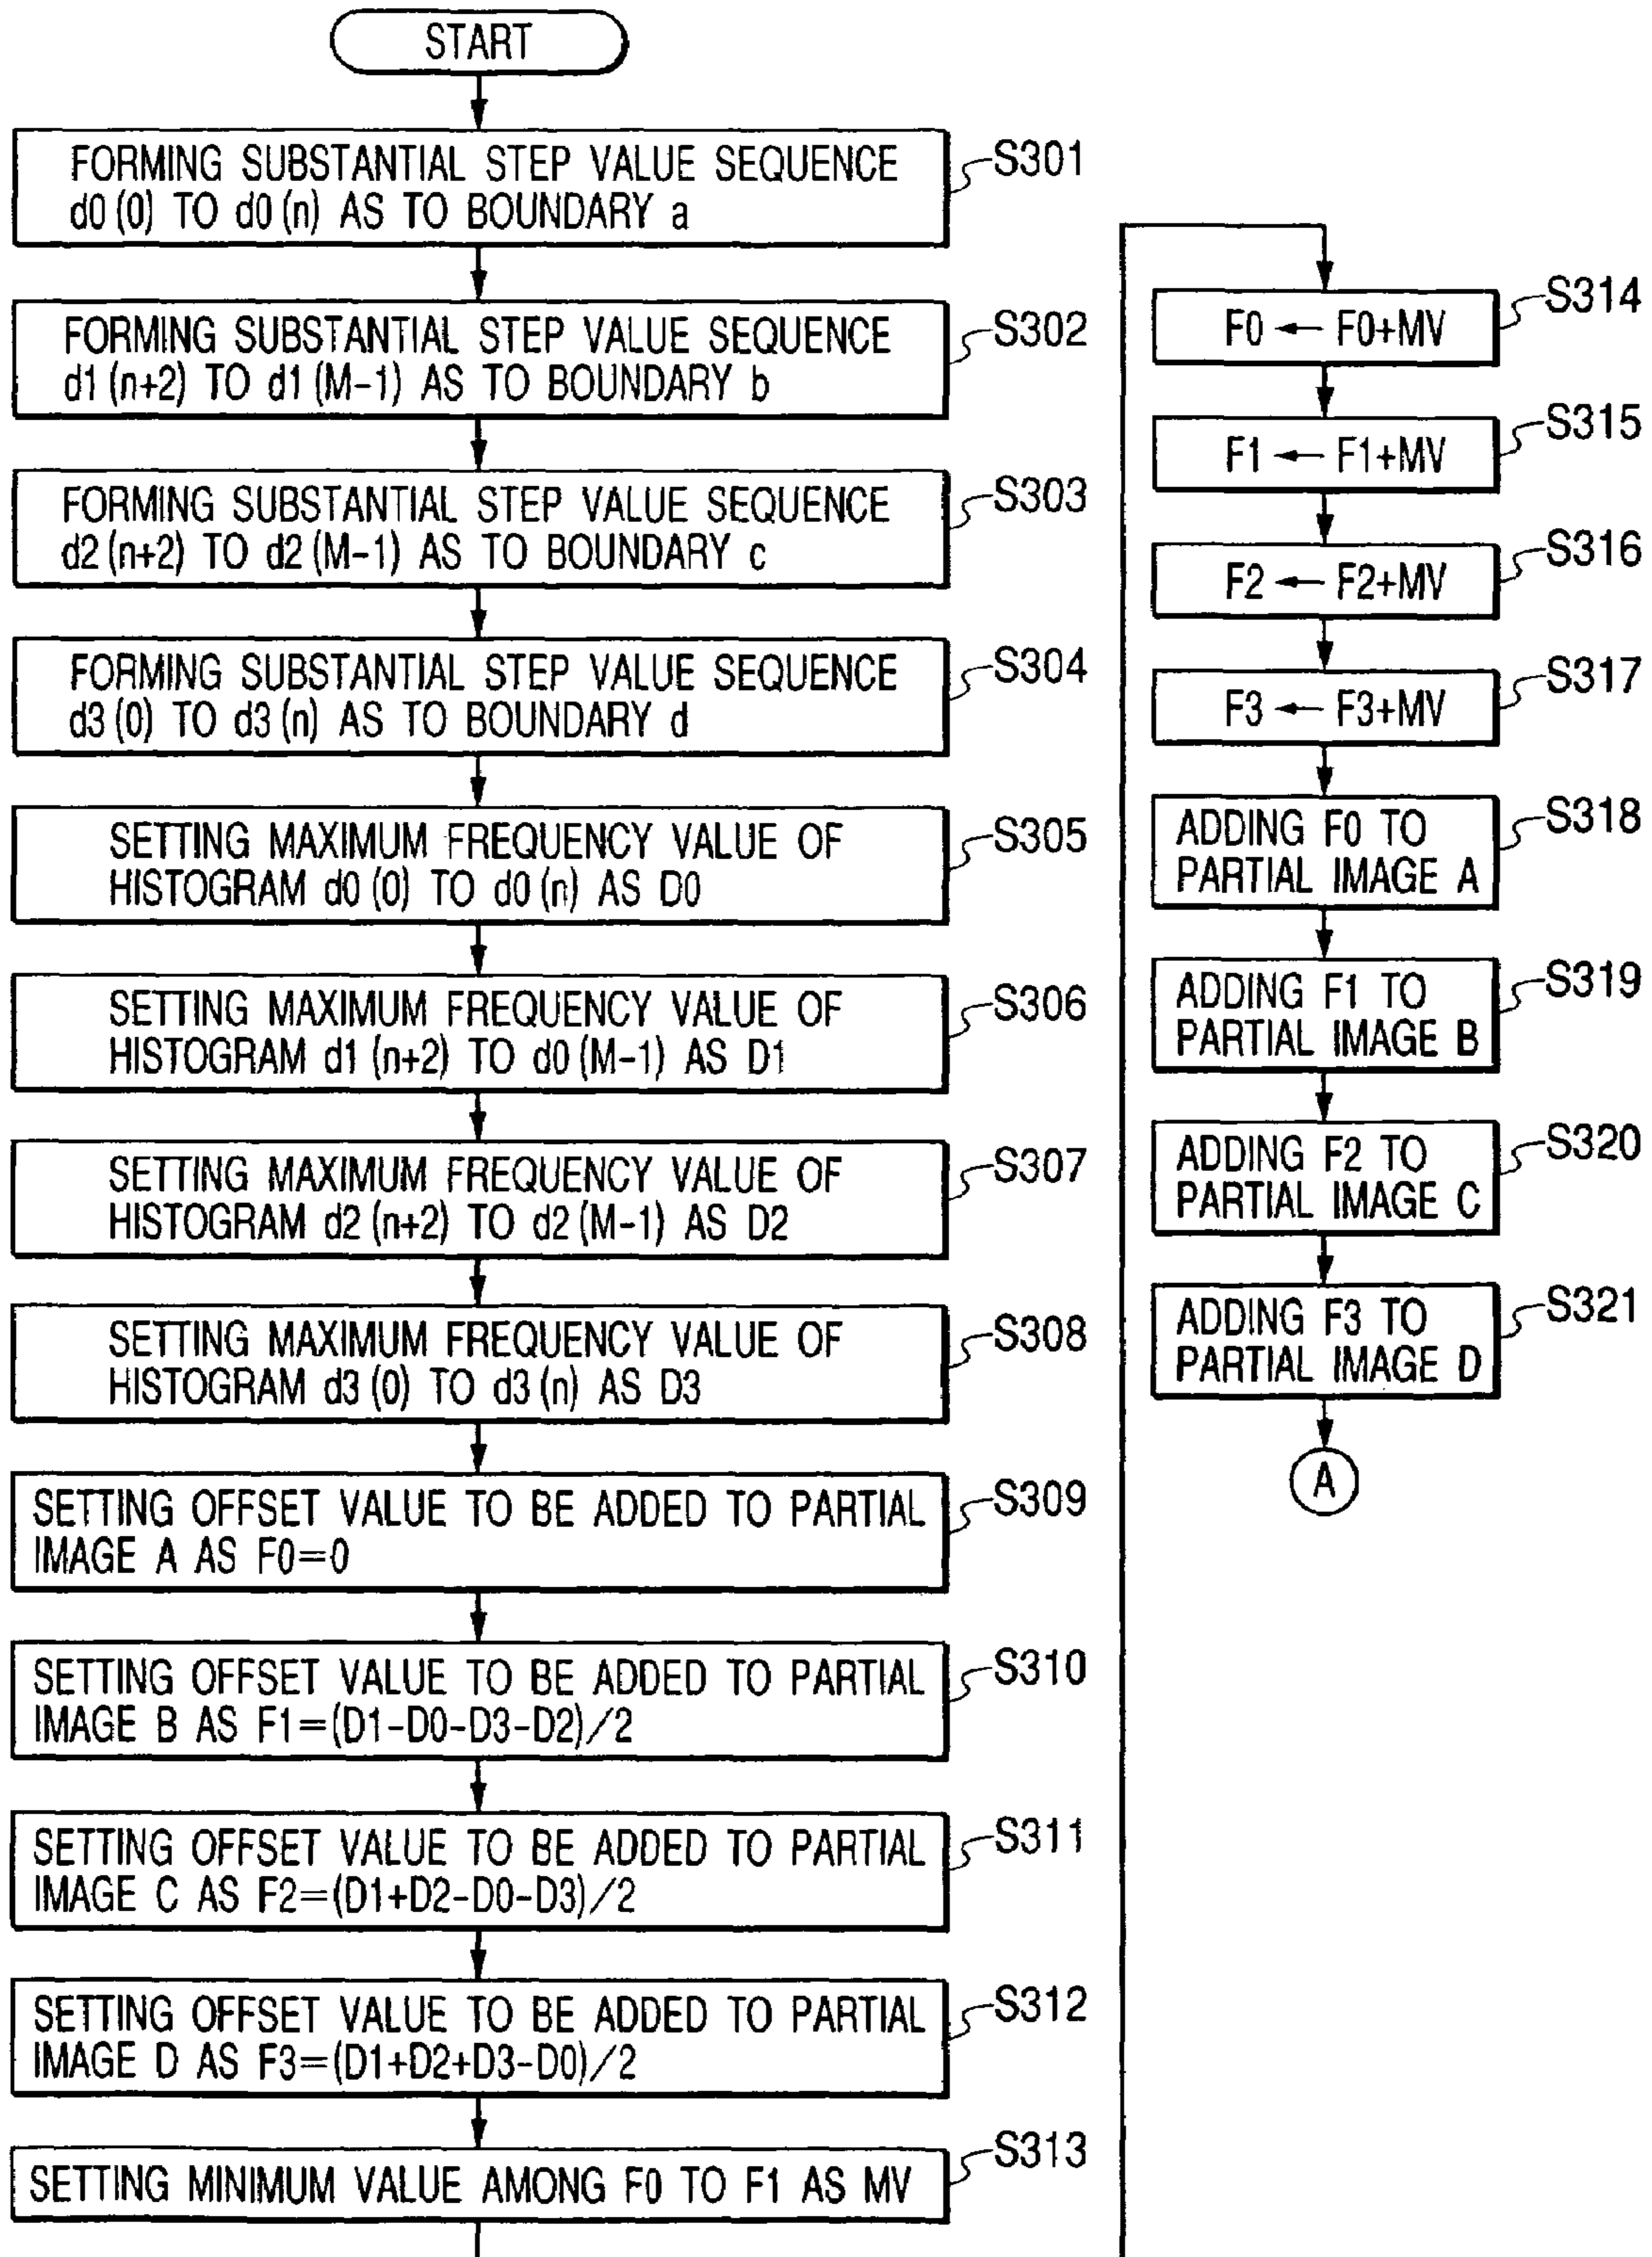 START
FORMING SUBSTANTIAL STEP VALUE SEQUENCE
d0(0) TO d0(n) AS TO BOUNDARY a
S301
FORMING SUBSTANTIAL STEP VALUE SEQUENCE
d1(n+2) TO d1(M-1) AS TO BOUNDARY b
S302
FORMING SUBSTANTIAL STEP VALUE SEQUENCE
d2(n+2) TO d2(M-1) AS TO BOUNDARY c
S303
FORMING SUBSTANTIAL STEP VALUE SEQUENCE
d3(0) TO d3(n) AS TO BOUNDARY d
S304
SETTING MAXIMUM FREQUENCY VALUE OF
HISTOGRAM d0(0) TO d0(n) AS D0
S305
SETTING MAXIMUM FREQUENCY VALUE OF
HISTOGRAM d1(n+2) TO d0(M-1) AS D1
S306
SETTING MAXIMUM FREQUENCY VALUE OF
HISTOGRAM d2(n+2) TO d2(M-1) AS D2
S307
SETTING MAXIMUM FREQUENCY VALUE OF
HISTOGRAM d3(0) TO d3(n) AS D3
S308
SETTING OFFSET VALUE TO BE ADDED TO PARTIAL
IMAGE A AS F0=0
S309
SETTING OFFSET VALUE TO BE ADDED TO PARTIAL
IMAGE B AS F1=(D1-D0-D3-D2)/2
S310
SETTING OFFSET VALUE TO BE ADDED TO PARTIAL
IMAGE C AS F2=(D1+D2-D0-D3)/2
S311
SETTING OFFSET VALUE TO BE ADDED TO PARTIAL
IMAGE D AS F3=(D1+D2+D3-D0)/2
S312
SETTING MINIMUM VALUE AMONG F0 TO F1 AS MV
S313
F0 ← F0+MV
S314
F1 ← F1+MV
S315
F2 ← F2+MV
S316
F3 ← F3+MV
S317
ADDING F0 TO
PARTIAL IMAGE A
S318
ADDING F1 TO
PARTIAL IMAGE B
S319
ADDING F2 TO
PARTIAL IMAGE C
S320
ADDING F3 TO
PARTIAL IMAGE D
S321
A